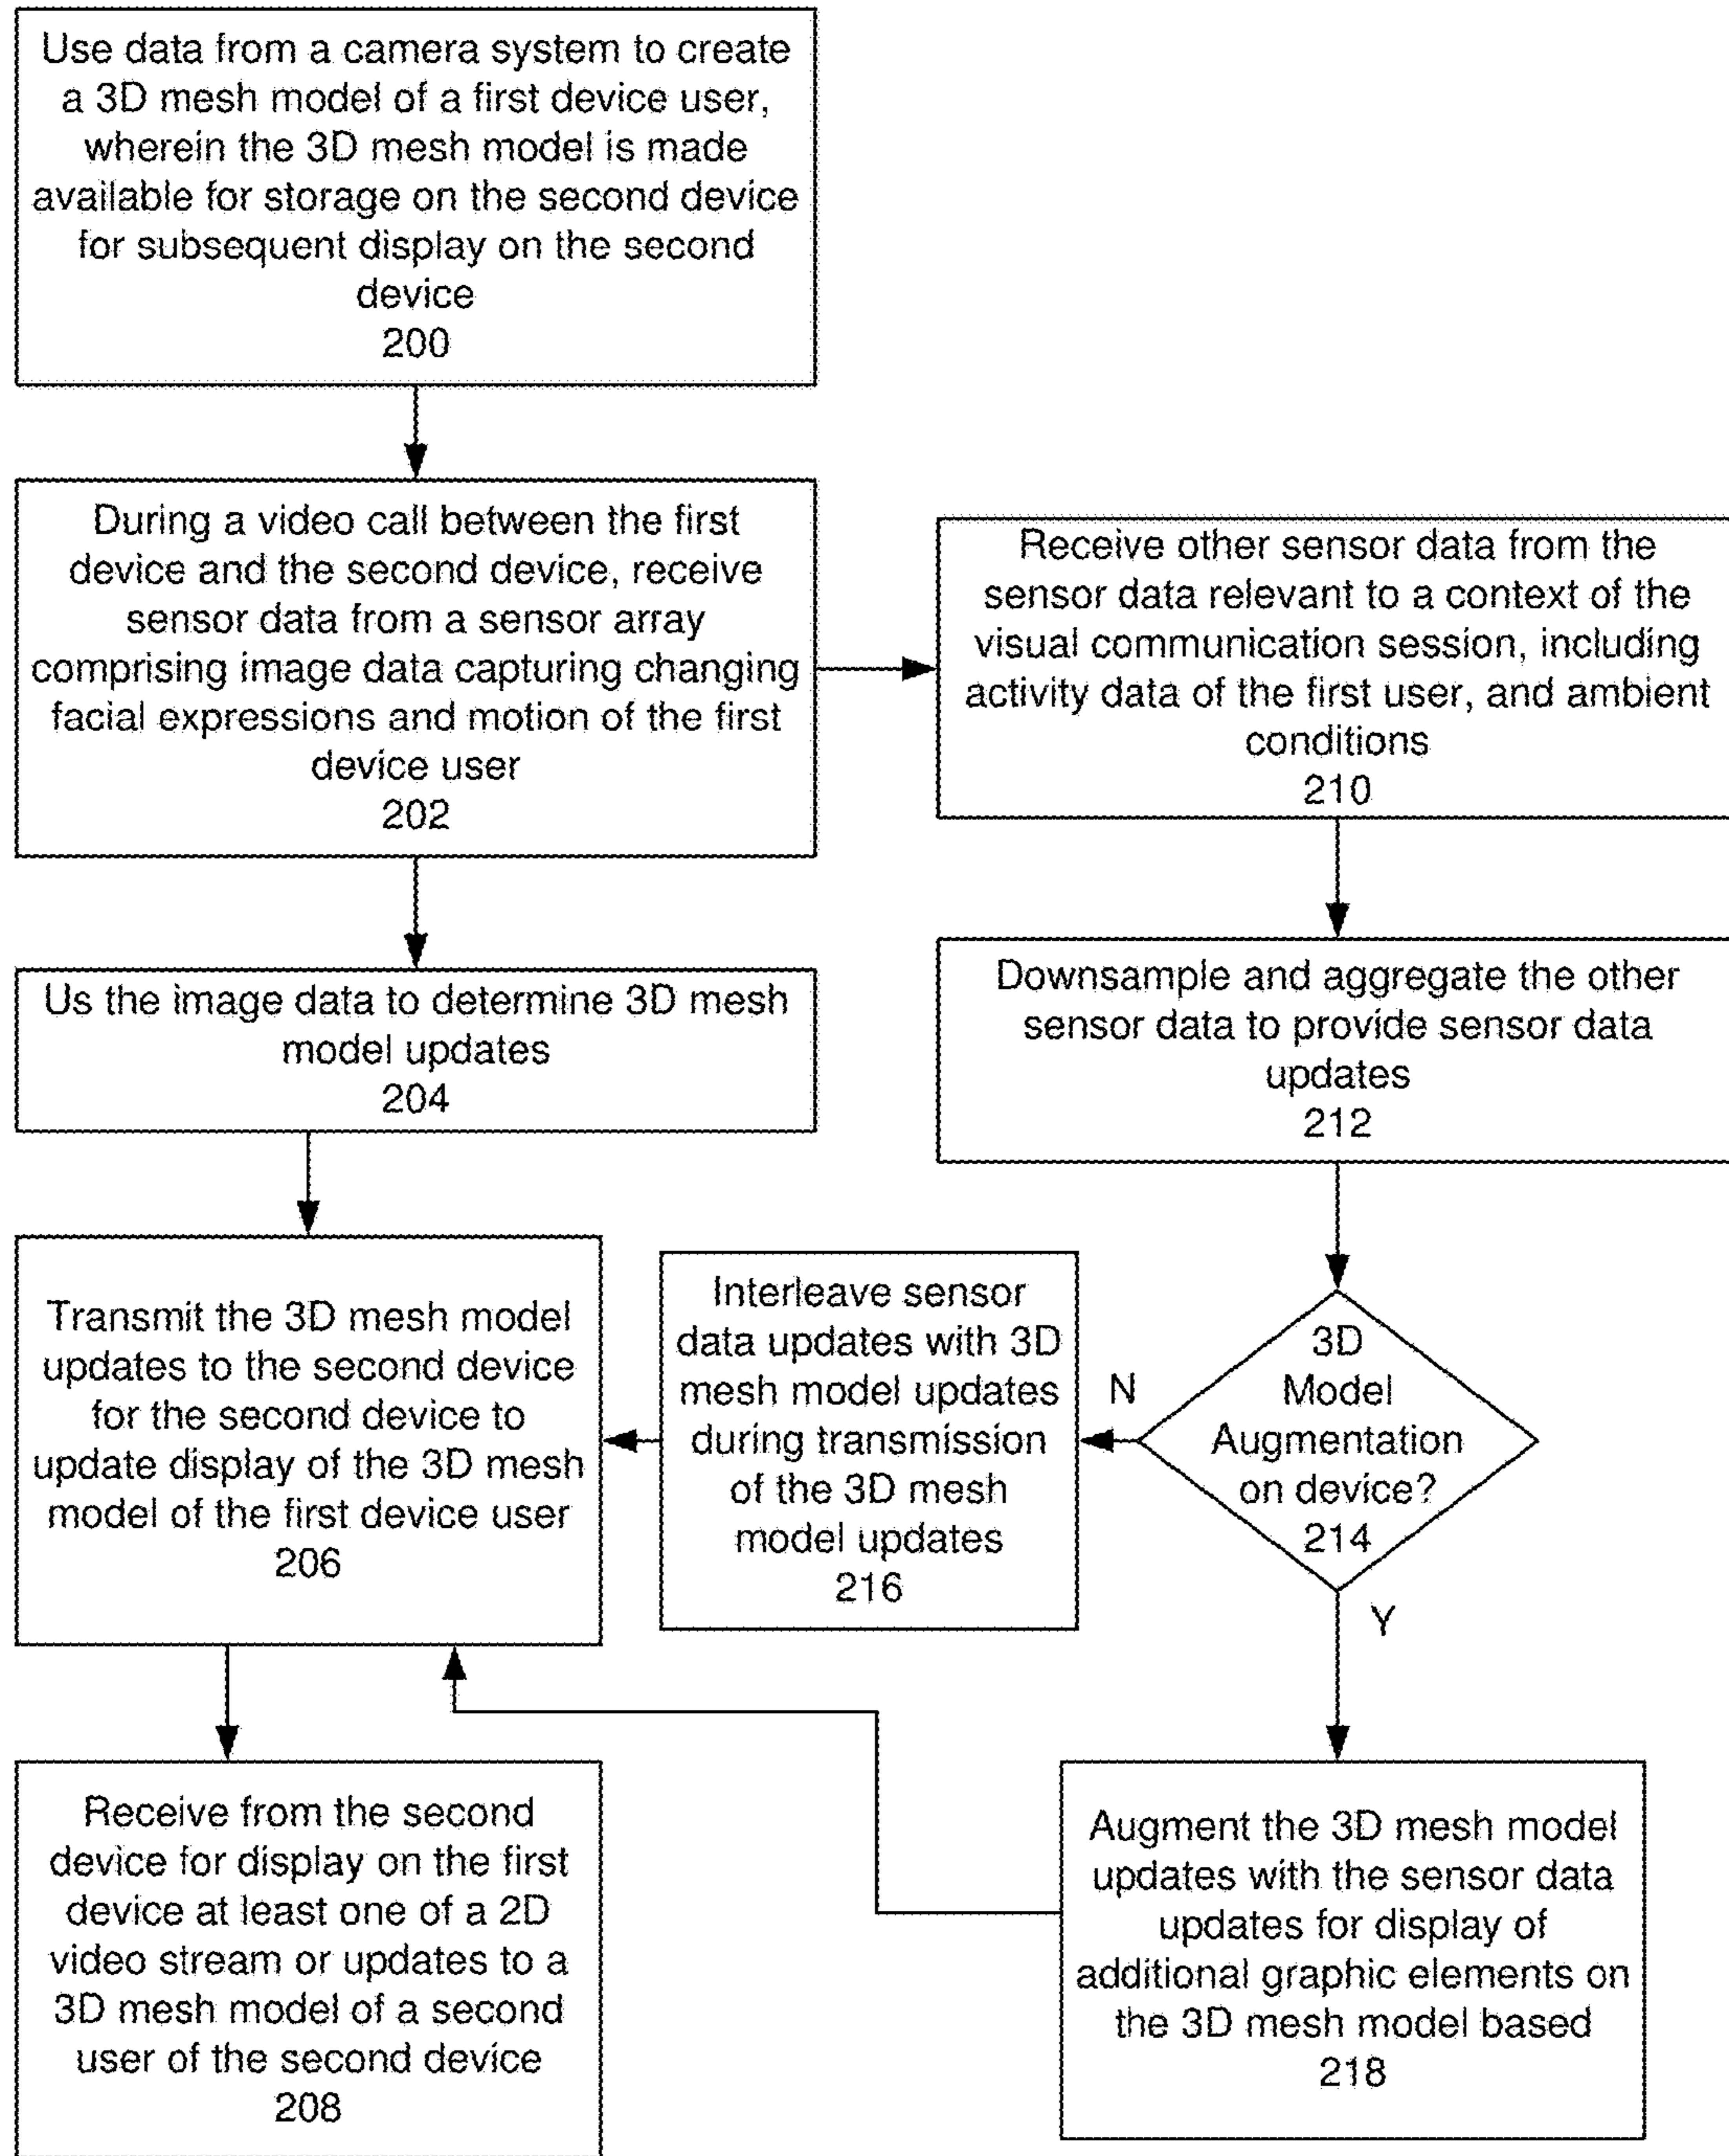 Use data from a camera system to create
a 3D mesh model of a first device user,
wherein the 3D mesh model is made
available for storage on the second device
for subsequent display on the second
device
200
During a video call between the first
device and the second device, receive
sensor data from a sensor array
comprising image data capturing changing
facial expressions and motion of the first
device user
202
Receive other sensor data from the
sensor data relevant to a context of the
visual communication session, including
activity data of the first user, and ambient
conditions
210
Us the image data to determine 3D mesh
model updates
204
Downsample and aggregate the other
sensor data to provide sensor data
updates
212
Transmit the 3D mesh model
updates to the second device
for the second device to
update display of the 3D mesh
model of the first device user
206
Interleave sensor
data updates with 3D
mesh model updates
during transmission
of the 3D mesh
model updates
216
N
3D
Model
Augmentation
on device?
214
Y
Receive from the second
device for display on the first
device at least one of a 2D
video stream or updates to a
3D mesh model of a second
user of the second device
208
Augment the 3D mesh model
updates with the sensor data
updates for display of
additional graphic elements on
the 3D mesh model based
218